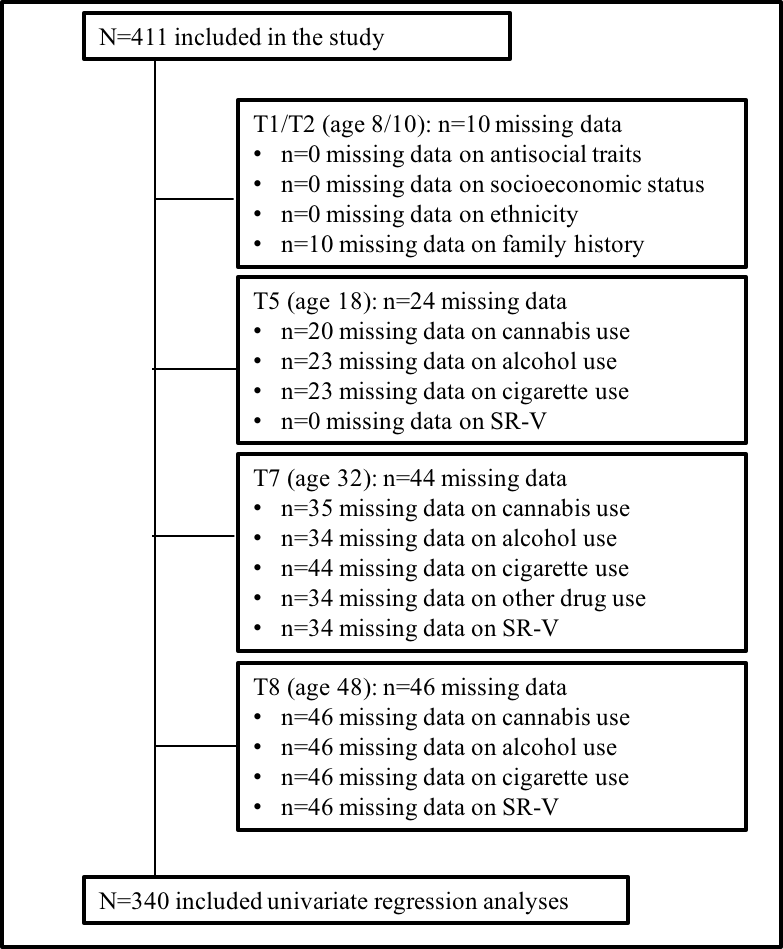 N=411 included in the study
T1/T2 (age 8/10): n=10 missing data
• n=0 missing data on antisocial traits
• n=0 missing data on socioeconomic status
• n=0 missing data on ethnicity
• n=10 missing data on family history
T5 (age 18): n=24 missing data
• n=20 missing data on cannabis use
• n=23 missing data on alcohol use
• n=23 missing data on cigarette use
• n=0 missing data on SR-V
T7 (age 32): n=44 missing data
• n=35 missing data on cannabis use
• n=34 missing data on alcohol use
• n=44 missing data on cigarette use
• n=34 missing data on other drug use
• n=34 missing data on SR-V
T8 (age 48): n=46 missing data
• n=46 missing data on cannabis use
• n=46 missing data on alcohol use
• n=46 missing data on cigarette use
• n=46 missing data on SR-V
N=340 included univariate regression analyses